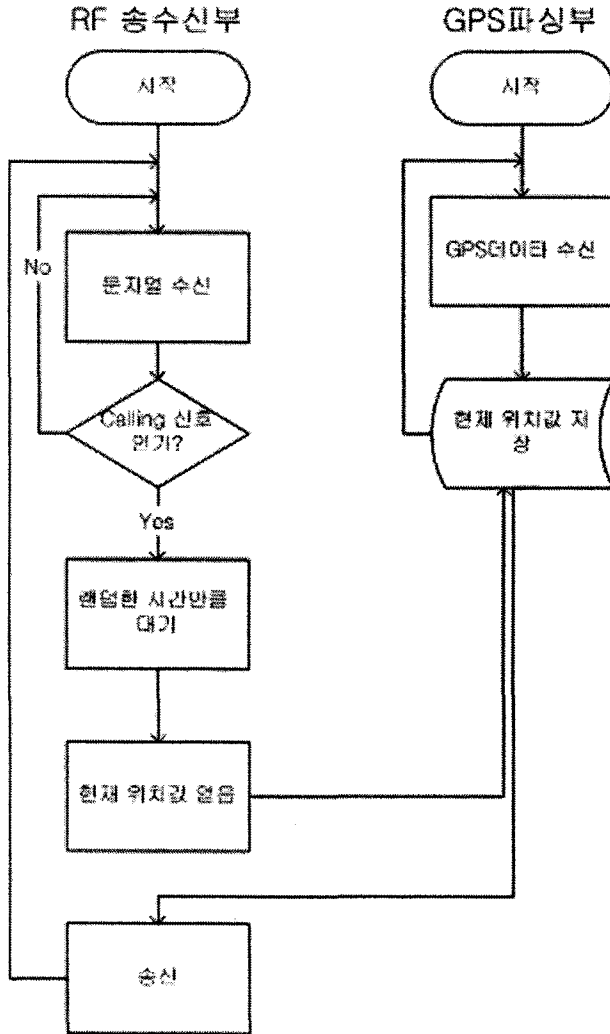 RF 송수신부
시작
No
문자열 수신
Calling 신호
인가?
Yes
랜덤한 시간만큼
대기
현재 위치값 얻음
송신
GPS파싱부
시작
GPS데이타 수신
현재 위치값 저
장